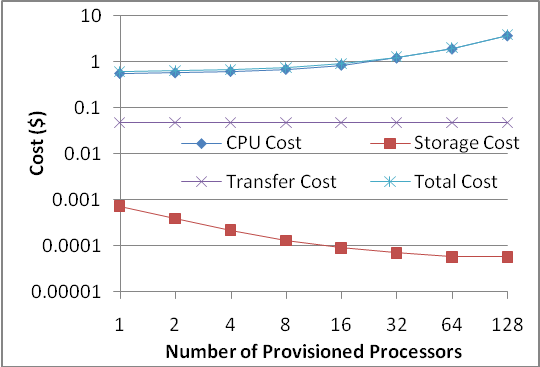 10
1
0.1
0.01
0.001
0.0001
0.00001
Cost ($)
CPU Cost
Storage Cost
Transfer Cost
Total Cost
1 2 4 8 16 32 64 128
Number of Provisioned Processors